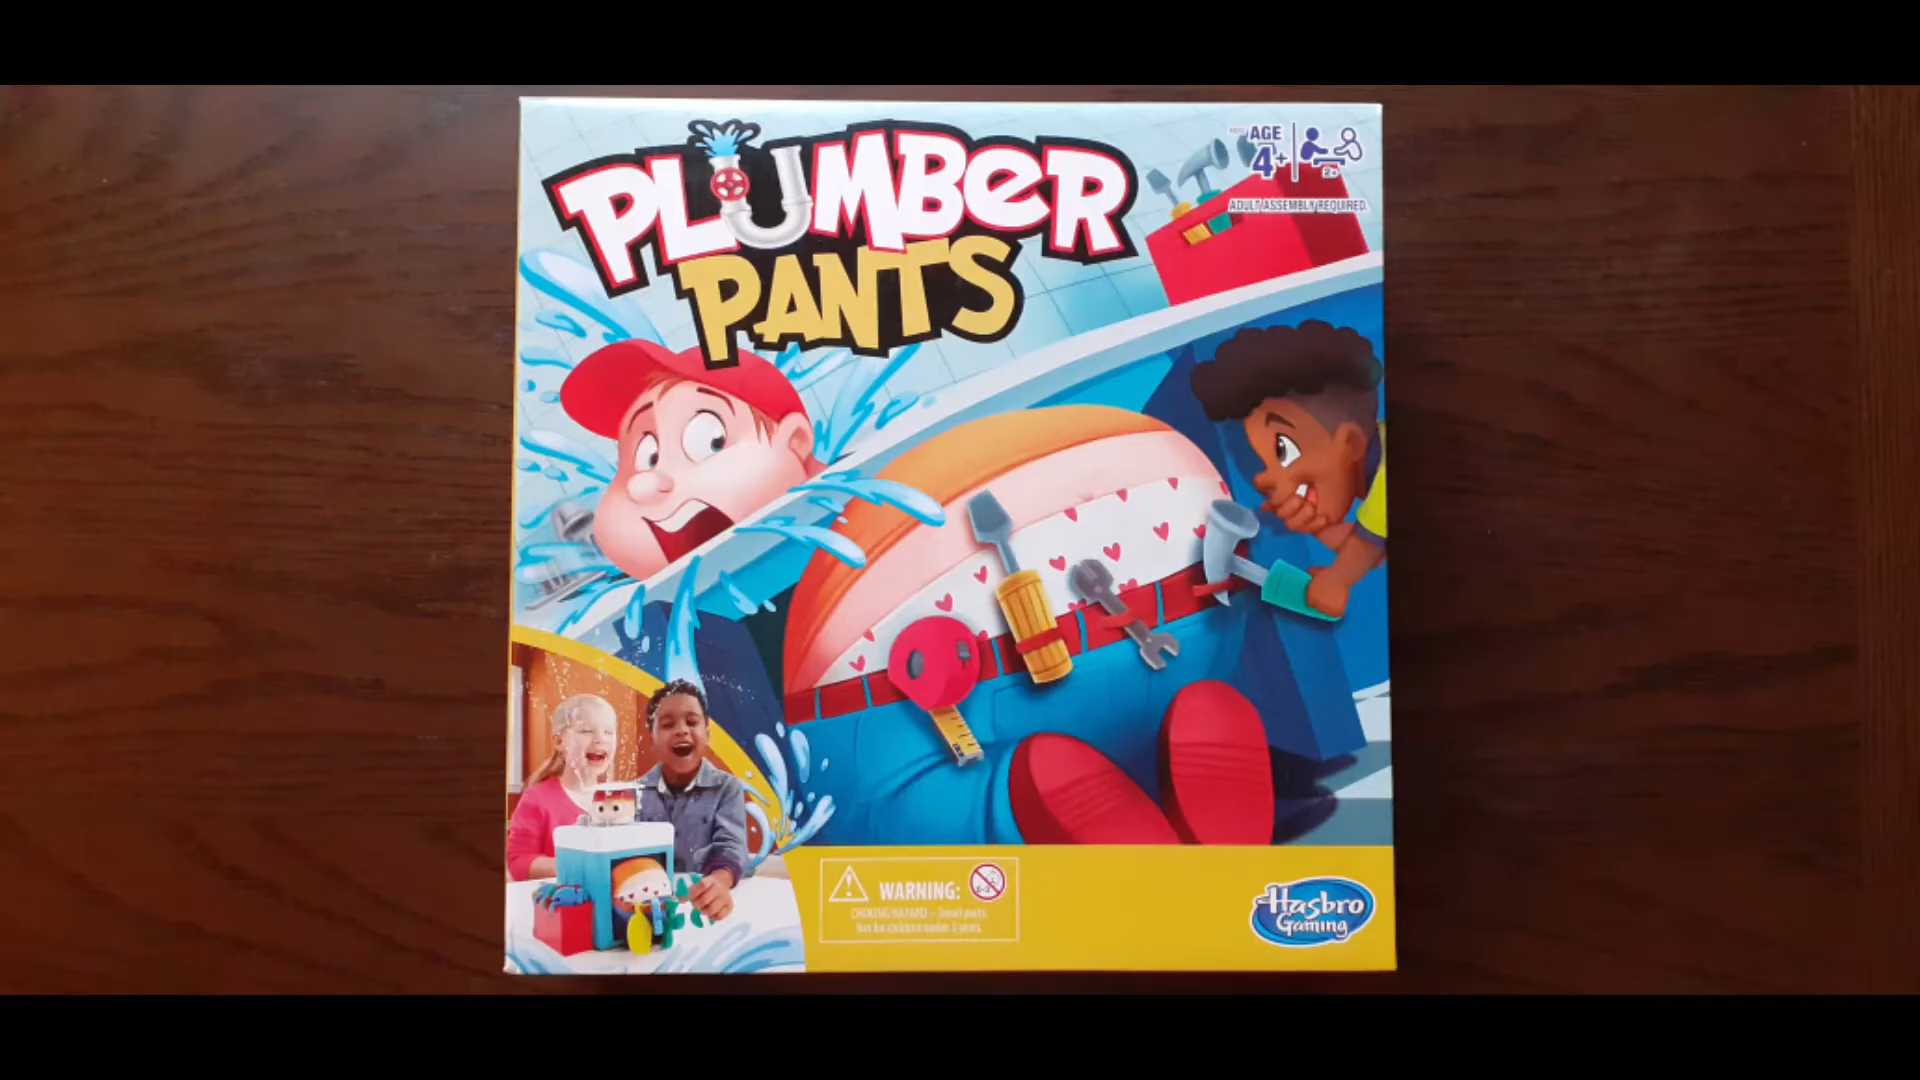 PLUMBER
PANTS
AGE
4+
2+
ADULT ASSEMBLY REQUIRED.
WARNING:
CHOKING HAZARD – Small parts
Not for children under 3 years.
Hasbro
Gaming